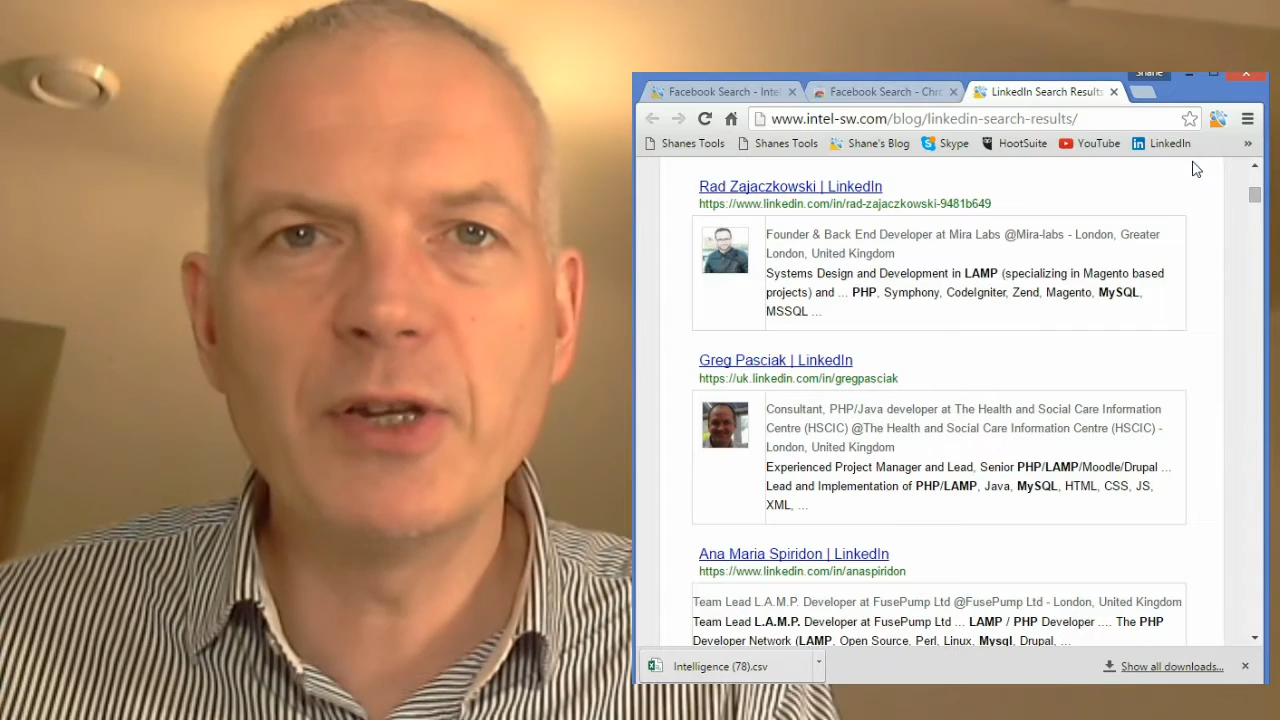 Shane
Facebook Search - Intel
Facebook Search - Chro
LinkedIn Search Results
www.intel-sw.com/blog/linkedin-search-results/
Shanes Tools
Shanes Tools
Shane's Blog
Skype
HootSuite
YouTube
LinkedIn
»
Rad Zajaczkowski | LinkedIn
https://www.linkedin.com/in/rad-zajaczkowski-9481b649
Founder & Back End Developer at Mira Labs @Mira-labs - London, Greater
London, United Kingdom
Systems Design and Development in LAMP (specializing in Magento based
projects) and ... PHP, Symphony, CodeIgniter, Zend, Magento, MySQL,
MSSQL ...
Greg Pasciak | LinkedIn
https://uk.linkedin.com/in/gregpasciak
Consultant, PHP/Java developer at The Health and Social Care Information
Centre (HSCIC) @The Health and Social Care Information Centre (HSCIC) -
London, United Kingdom
Experienced Project Manager and Lead, Senior PHP/LAMP/Moodle/Drupal ...
Lead and Implementation of PHP/LAMP, Java, MySQL, HTML, CSS, JS,
XML, ...
Ana Maria Spiridon | LinkedIn
https://www.linkedin.com/in/anaspiridon
Team Lead L.A.M.P. Developer at FusePump Ltd @FusePump Ltd - London, United Kingdom
Team Lead L.A.M.P. Developer at FusePump Ltd ... LAMP / PHP Developer .... The PHP
Developer Network (LAMP, Open Source, Perl, Linux, Mysql, Drupal, ...
Intelligence (78).csv
Show all downloads...